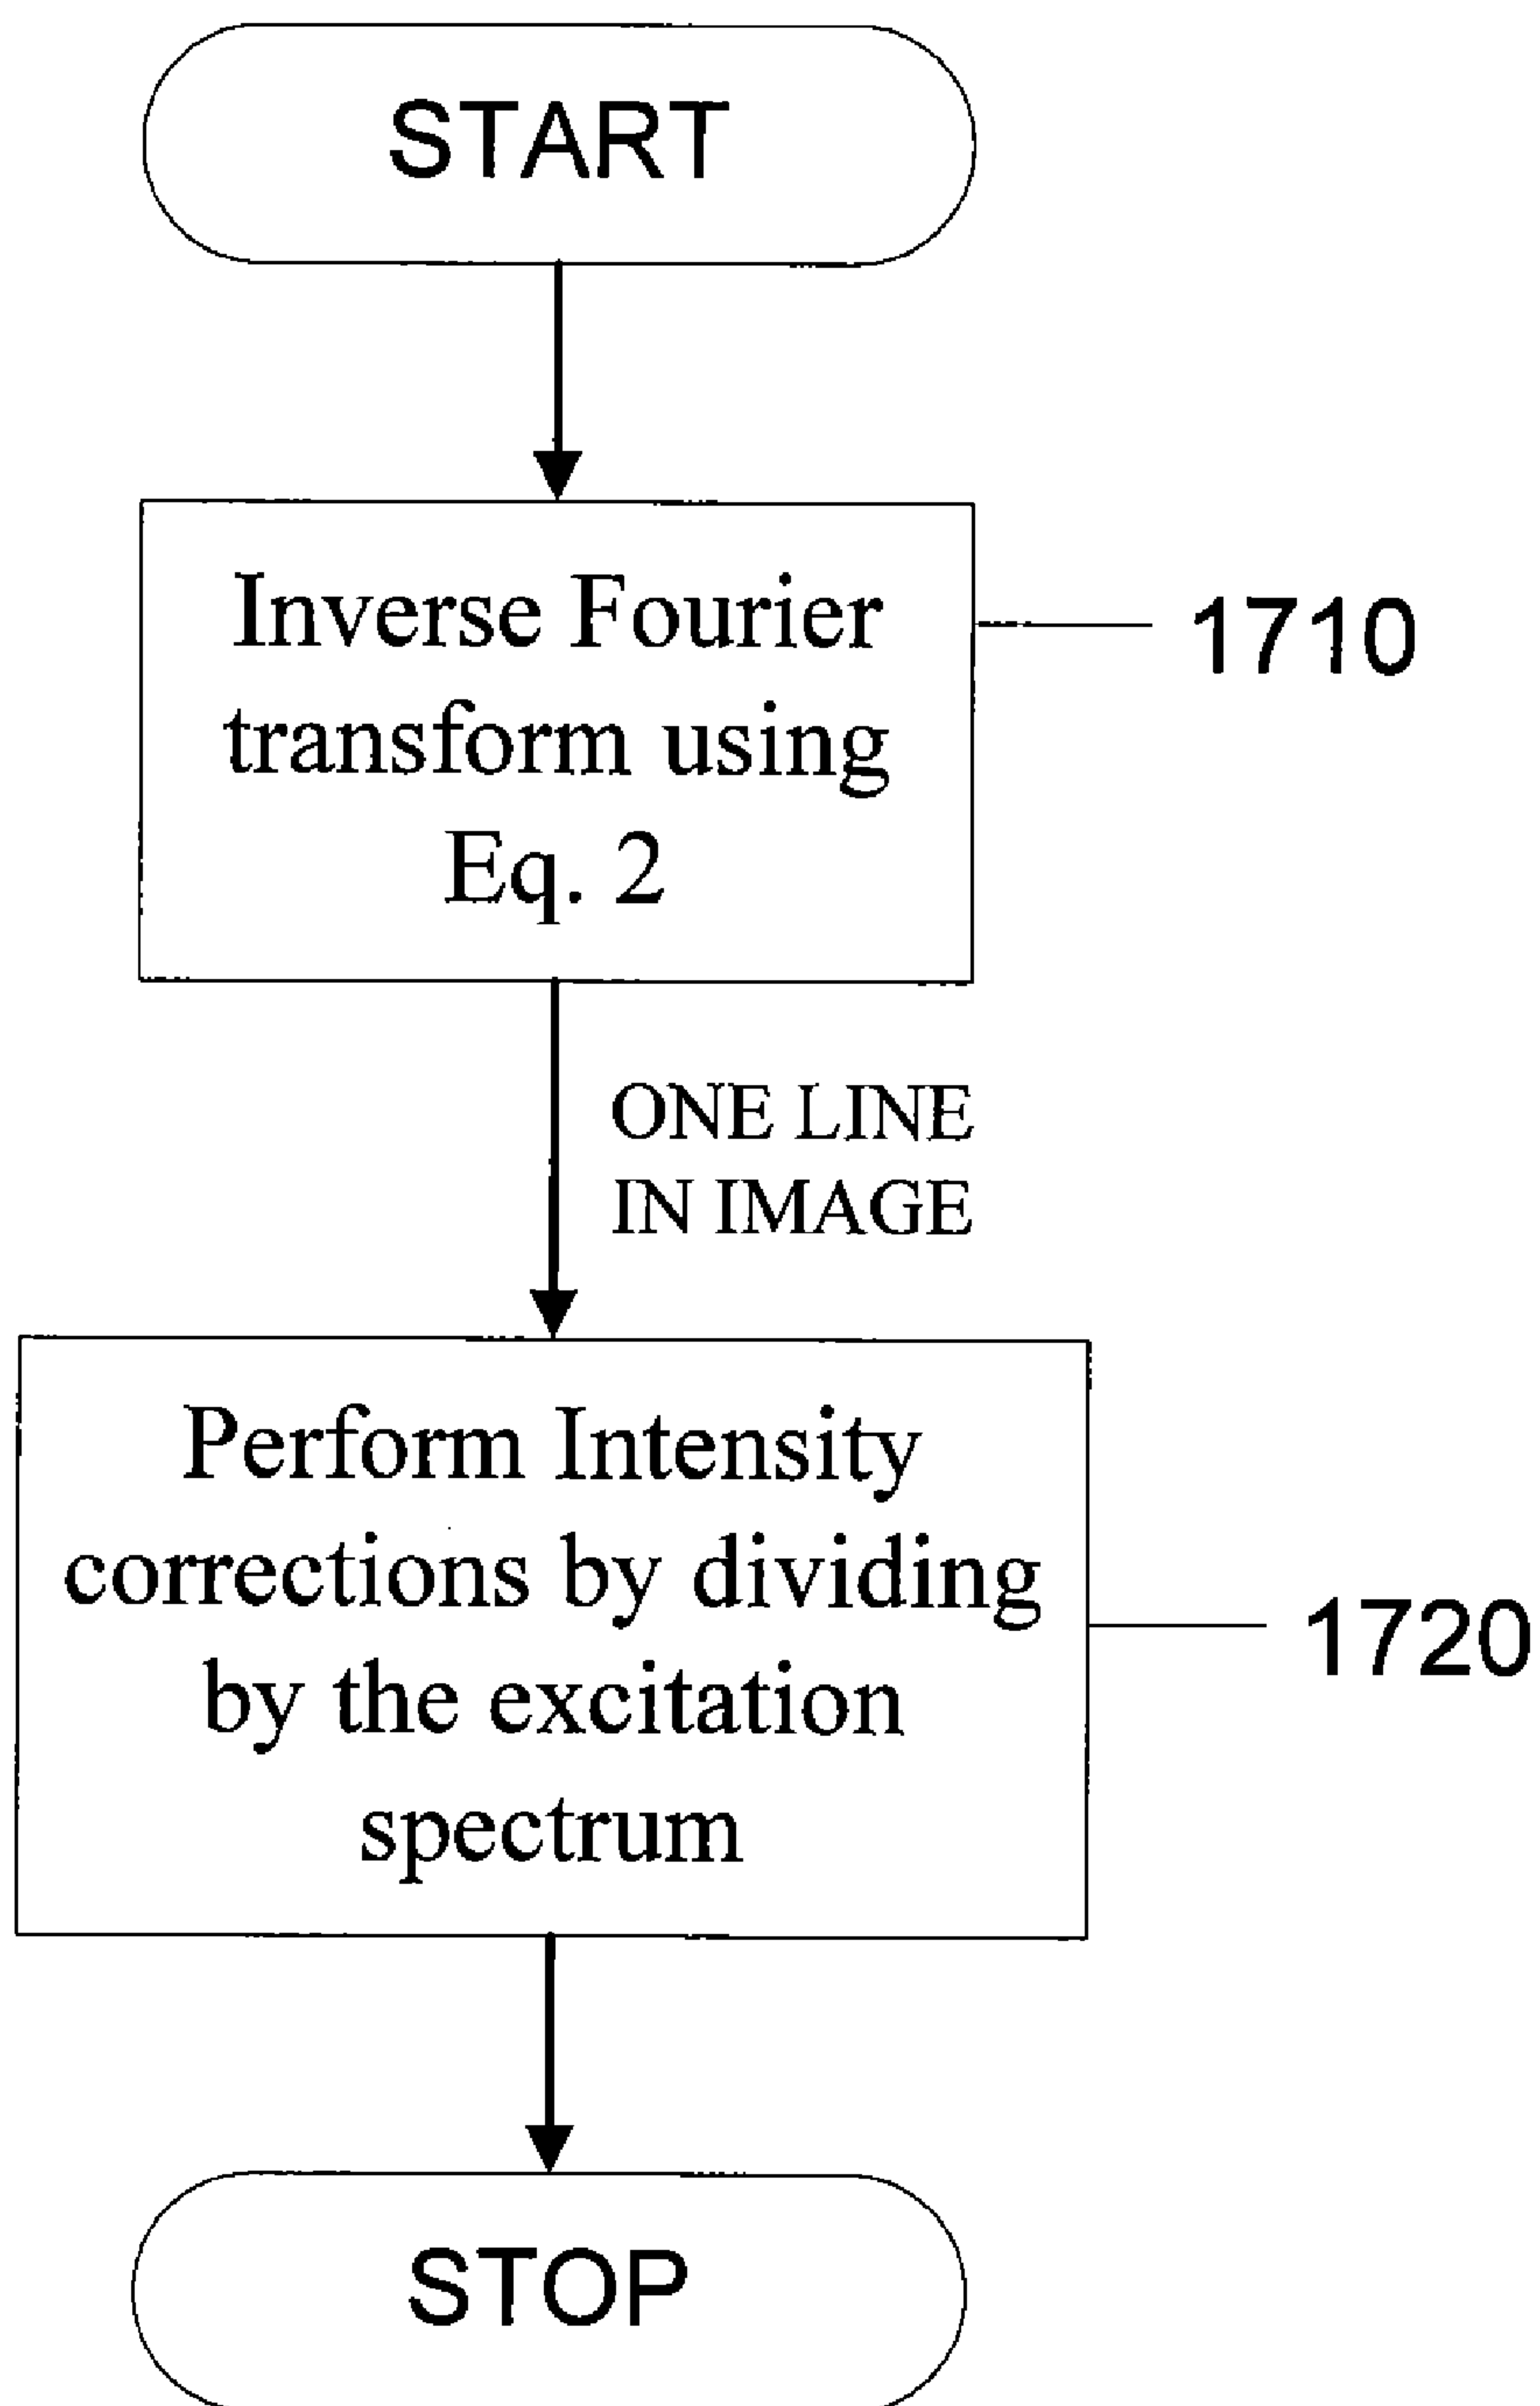 START
Inverse Fourier
transform using
Eq. 2
1710
ONE LINE
IN IMAGE
Perform Intensity
corrections by dividing
by the excitation
spectrum
1720
STOP